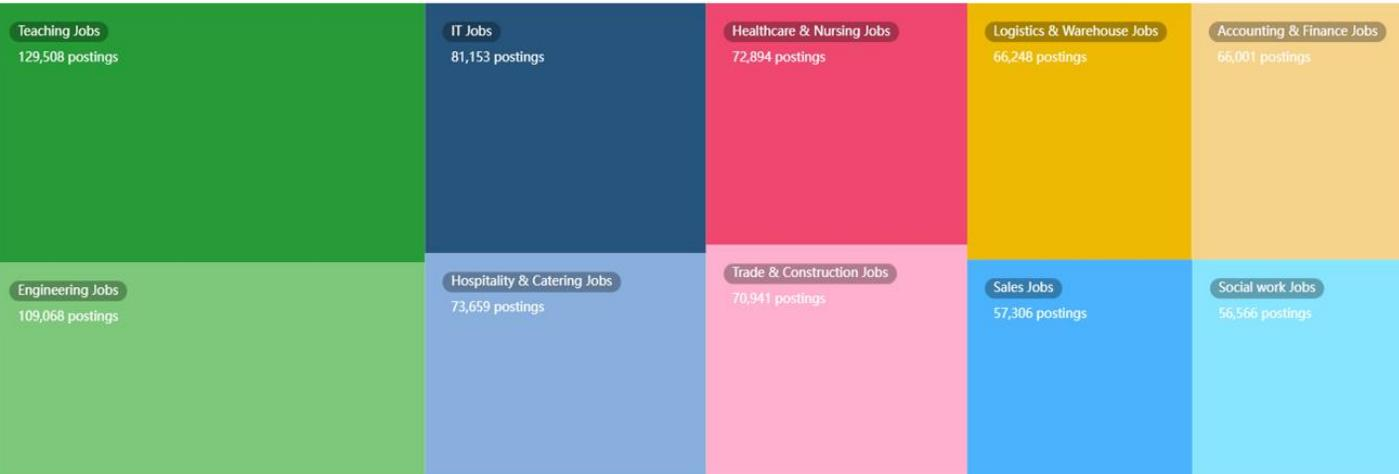 Teaching Jobs
129,508 postings
IT Jobs
81,153 postings
Healthcare & Nursing Jobs
72,894 postings
Logistics & Warehouse Jobs
66,248 postings
Accounting & Finance Jobs
66,001 postings
Engineering Jobs
109,068 postings
Hospitality & Catering Jobs
73,659 postings
Trade & Construction Jobs
70,941 postings
Sales Jobs
57,306 postings
Social work Jobs
56,566 postings